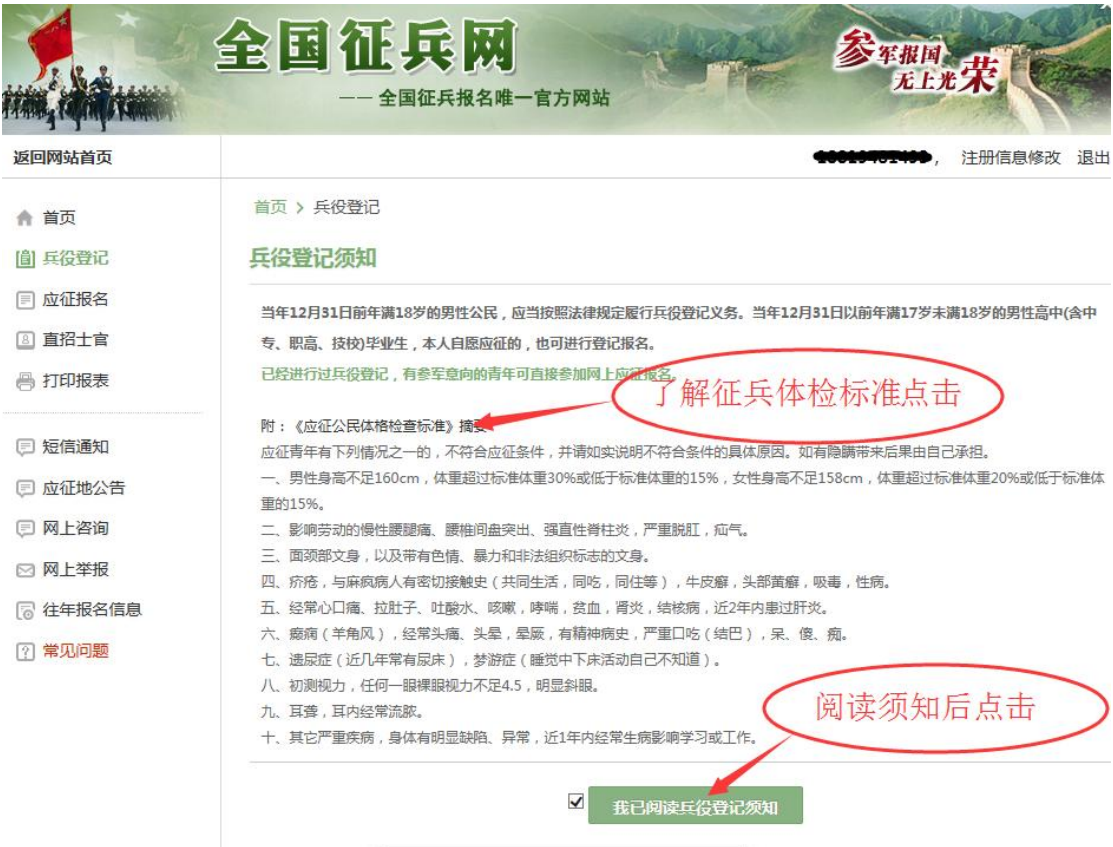 全国征兵网
—— 全国征兵报名唯一官方网站
参军报国
无上光荣
返回网站首页
注册信息修改 退出
首页
兵役登记
应征报名
直招士官
打印报表
短信通知
应征地公告
网上咨询
网上举报
往年报名信息
常见问题
首页 > 兵役登记
兵役登记须知
当年12月31日前年满18岁的男性公民，应当按照法律规定履行兵役登记义务。当年12月31日以前年满17岁未满18岁的男性高中(含中
专、职高、技校)毕业生，本人自愿应征的，也可进行登记报名。
已经进行过兵役登记，有参军意向的青年可直接参加网上应征报名。
了解征兵体检标准点击
附：《应征公民体格检查标准》摘要
应征青年有下列情况之一的，不符合应征条件，并请如实说明不符合条件的具体原因。如有隐瞒带来后果由自己承担。
一、男性身高不足160cm，体重超过标准体重30%或低于标准体重的15%，女性身高不足158cm，体重超过标准体重20%或低于标准体
重的15%。
二、影响劳动的慢性腰腿痛、腰椎间盘突出、强直性脊柱炎，严重脱肛，疝气。
三、面颈部文身，以及带有色情、暴力和非法组织标志的文身。
四、疥疮，与麻疯病人有密切接触史（共同生活，同吃，同住等），牛皮癣，头部黄癣，吸毒，性病。
五、经常心口痛、拉肚子、吐酸水、咳嗽，哮喘，贫血，肾炎，结核病，近2年内患过肝炎。
六、癫痫（羊角风），经常头痛、头晕，晕厥，有精神病史，严重口吃（结巴），呆、傻、痴。
七、遗尿症（近几年常有尿床），梦游症（睡觉中下床活动自己不知道）。
八、初测视力，任何一眼裸眼视力不足4.5，明显斜眼。
九、耳聋，耳内经常流脓。
十、其它严重疾病，身体有明显缺陷、异常，近1年内经常生病影响学习或工作。
阅读须知后点击
我已阅读兵役登记须知